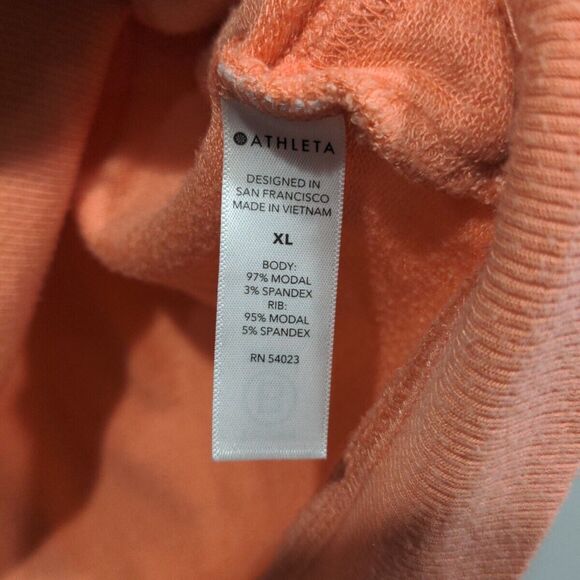 ATHLETA
DESIGNED IN
SAN FRANCISCO
MADE IN VIETNAM
XL
BODY:
97% MODAL
3% SPANDEX
RIB:
95% MODAL
5% SPANDEX
RN 54023